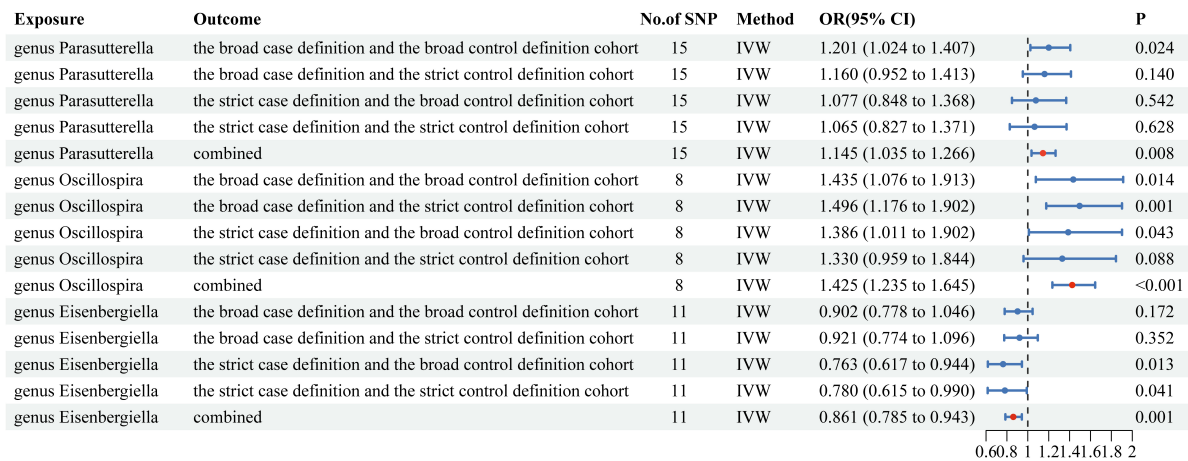 Exposure Outcome No.of SNP Method OR(95% CI) P
genus Parasutterella the broad case definition and the broad control definition cohort 15 IVW 1.201 (1.024 to 1.407) 0.024
genus Parasutterella the broad case definition and the strict control definition cohort 15 IVW 1.160 (0.952 to 1.413) 0.140
genus Parasutterella the strict case definition and the broad control definition cohort 15 IVW 1.077 (0.848 to 1.368) 0.542
genus Parasutterella the strict case definition and the strict control definition cohort 15 IVW 1.065 (0.827 to 1.371) 0.628
genus Parasutterella combined 15 IVW 1.145 (1.035 to 1.266) 0.008
genus Oscillospira the broad case definition and the broad control definition cohort 8 IVW 1.435 (1.076 to 1.913) 0.014
genus Oscillospira the broad case definition and the strict control definition cohort 8 IVW 1.496 (1.176 to 1.902) 0.001
genus Oscillospira the strict case definition and the broad control definition cohort 8 IVW 1.386 (1.011 to 1.902) 0.043
genus Oscillospira the strict case definition and the strict control definition cohort 8 IVW 1.330 (0.959 to 1.844) 0.088
genus Oscillospira combined 8 IVW 1.425 (1.235 to 1.645) <0.001
genus Eisenbergiella the broad case definition and the broad control definition cohort 11 IVW 0.902 (0.778 to 1.046) 0.172
genus Eisenbergiella the broad case definition and the strict control definition cohort 11 IVW 0.921 (0.774 to 1.096) 0.352
genus Eisenbergiella the strict case definition and the broad control definition cohort 11 IVW 0.763 (0.617 to 0.944) 0.013
genus Eisenbergiella the strict case definition and the strict control definition cohort 11 IVW 0.780 (0.615 to 0.990) 0.041
genus Eisenbergiella combined 11 IVW 0.861 (0.785 to 0.943) 0.001
0.6 0.8 1 1.2 1.4 1.6 1.8 2